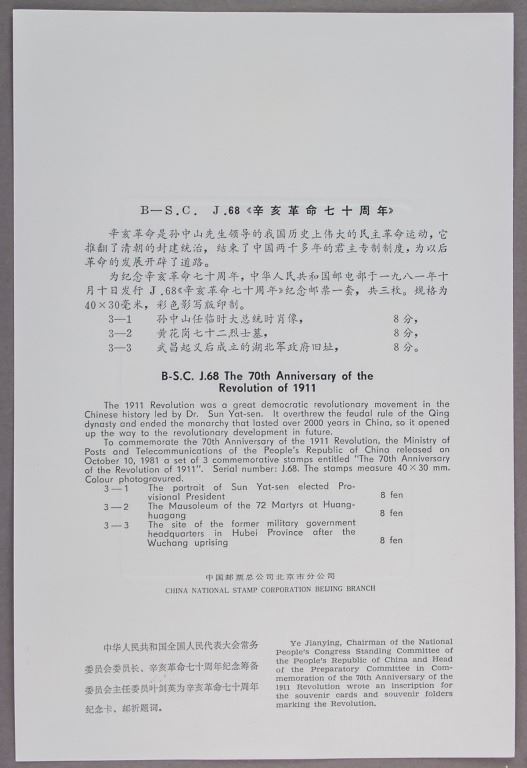 B—S.C. J.68《辛亥革命七十周年》
辛亥革命是孙中山先生领导的我国历史上伟大的民主革命运动，它
推翻了清朝的封建统治，结束了中国两千多年的君主专制制度，为以后
革命的发展开辟了道路。
为纪念辛亥革命七十周年，中华人民共和国邮电部于一九八一年十
月十日发行 J.68《辛亥革命七十周年》纪念邮票一套，共三枚。规格为
40×30毫米，彩色影写版印制。
3—1 孙中山任临时大总统时肖像， 8分，
3—2 黄花岗七十二烈士墓， 8分，
3—3 武昌起义后成立的湖北军政府旧址， 8分。
B-S.C. J.68 The 70th Anniversary of the
Revolution of 1911
The 1911 Revolution was a great democratic revolutionary movement in the
Chinese history led by Dr. Sun Yat-sen. It overthrew the feudal rule of the Qing
dynasty and ended the monarchy that lasted over 2000 years in China, so it opened
up the way to the revolutionary development in future.
To commemorate the 70th Anniversary of the 1911 Revolution, the Ministry of
Posts and Telecommunications of the People's Republic of China released on
October 10, 1981 a set of 3 commemorative stamps entitled "The 70th Anniversary
of the Revolution of 1911". Serial number: J.68. The stamps measure 40×30 mm.
Colour photogravured.
3—1 The portrait of Sun Yat-sen elected Pro-
visional President 8 fen
3—2 The Mausoleum of the 72 Martyrs at Huang-
huagang 8 fen
3—3 The site of the former military government
headquarters in Hubei Province after the
Wuchang uprising 8 fen
中国邮票总公司北京市分公司
CHINA NATIONAL STAMP CORPORATION BEIJING BRANCH
中华人民共和国全国人民代表大会常务
委员会委员长、辛亥革命七十周年纪念筹备
委员会主任委员叶剑英为辛亥革命七十周年
纪念卡、邮折题词。
Ye Jianying, Chairman of the National
People's Congress Standing Committee of
the People's Republic of China and Head
of the Preparatory Committee in Com-
memoration of the 70th Anniversary of the
1911 Revolution wrote an inscription for
the souvenir cards and souvenir folders
marking the Revolution.